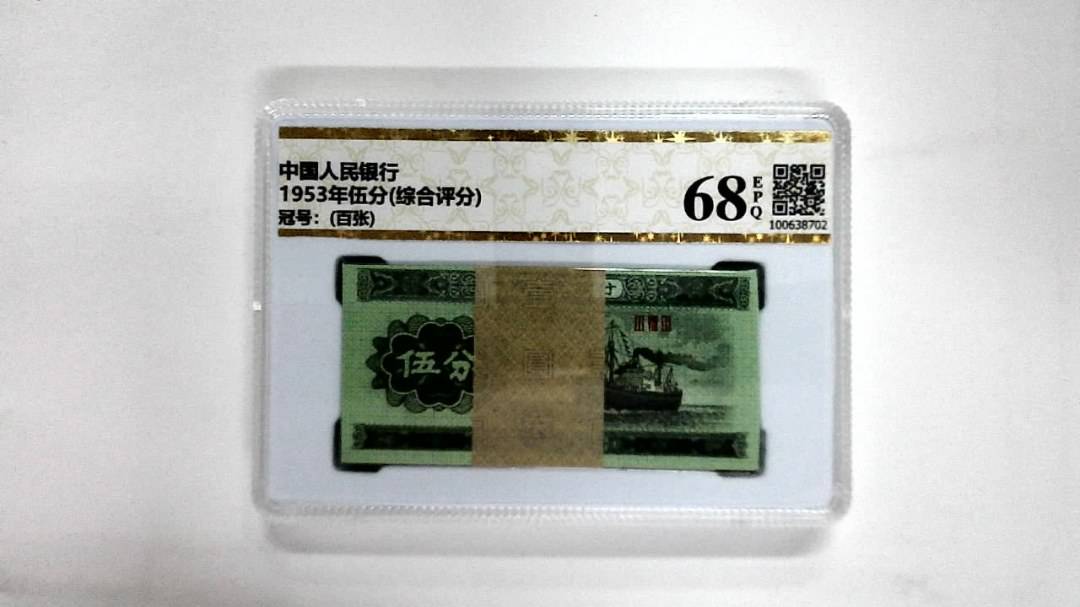 中国人民银行
1953年伍分(综合评分)
冠号：(百张)
68
EPQ
100638702
伍分